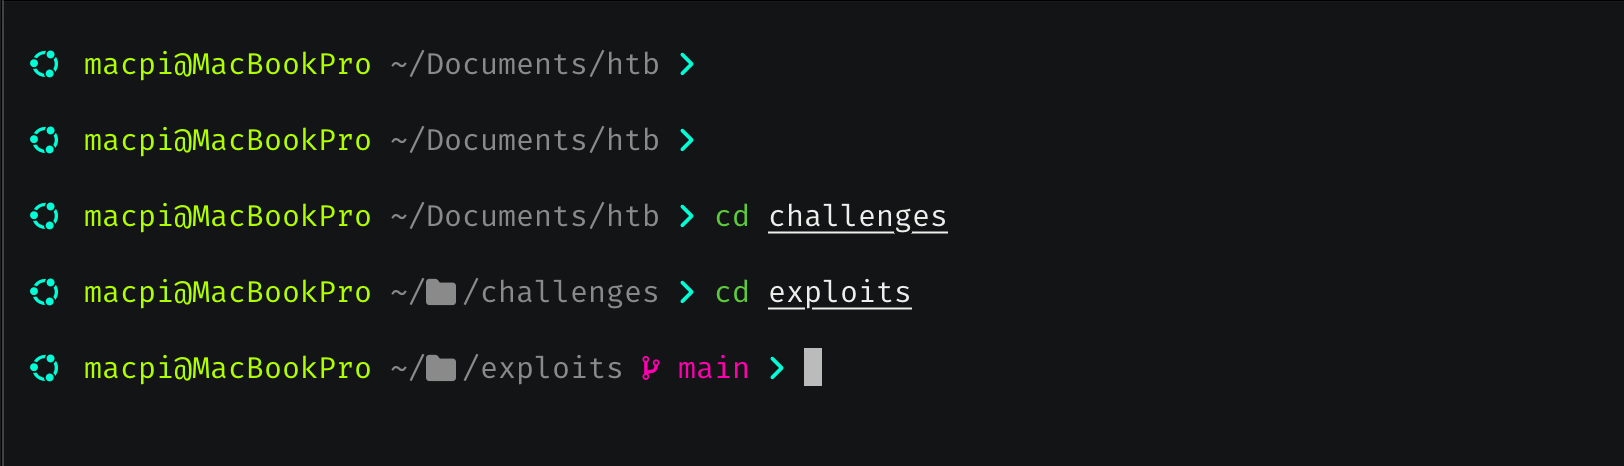 macpi@MacBookPro ~/Documents/htb ❯
macpi@MacBookPro ~/Documents/htb ❯
macpi@MacBookPro ~/Documents/htb ❯ cd challenges
macpi@MacBookPro ~//challenges ❯ cd exploits
macpi@MacBookPro ~//exploits main ❯